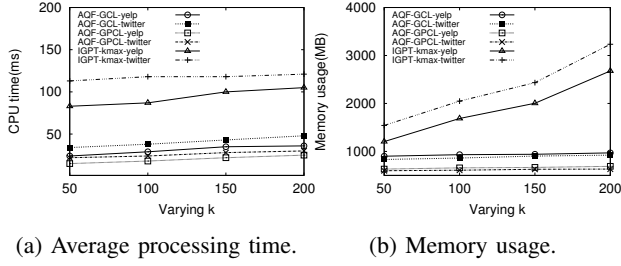 AQF-GCL-yelp
AQF-GCL-twitter
AQF-GPCL-yelp
AQF-GPCL-twitter
IGPT-kmax-yelp
IGPT-kmax-twitter
200
150
100
50
CPU time(ms)
50 100 150 200
Varying k
(a) Average processing time.
AQF-GCL-yelp
AQF-GCL-twitter
AQF-GPCL-yelp
AQF-GPCL-twitter
IGPT-kmax-yelp
IGPT-kmax-twitter
4000
3000
2000
1000
Memory usage(MB)
50 100 150 200
Varying k
(b) Memory usage.